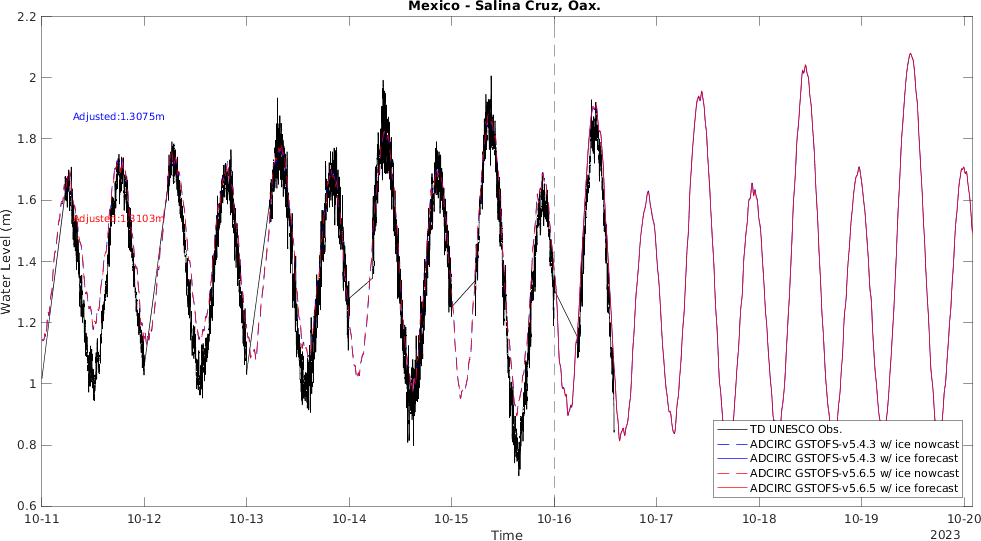 Mexico - Salina Cruz, Oax.
2.2
2
1.8
1.6
1.4
1.2
1
0.8
0.6
Water Level (m)
Adjusted:1.3075m
Adjusted:1.3103m
TD UNESCO Obs.
ADCIRC GSTOFS-v5.4.3 w/ ice nowcast
ADCIRC GSTOFS-v5.4.3 w/ ice forecast
ADCIRC GSTOFS-v5.6.5 w/ ice nowcast
ADCIRC GSTOFS-v5.6.5 w/ ice forecast
10-11 10-12 10-13 10-14 10-15 10-16 10-17 10-18 10-19 10-20
Time
2023